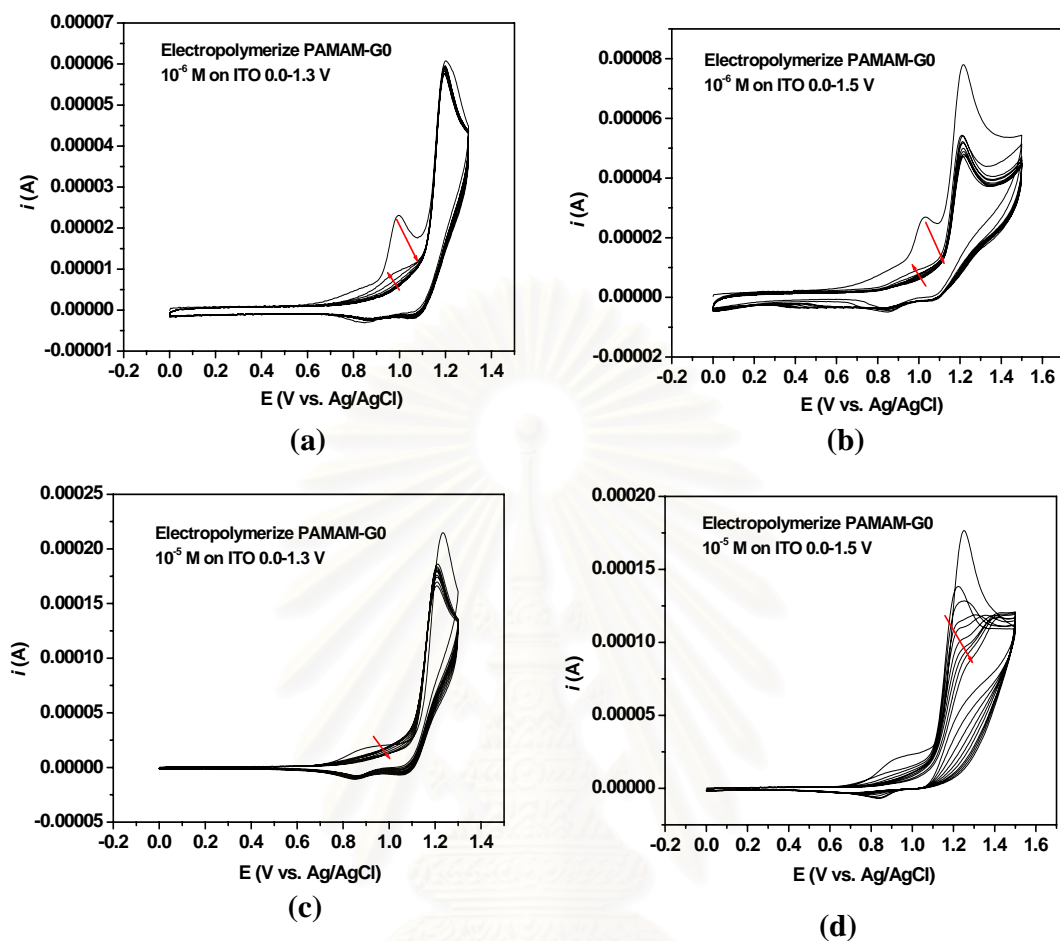 0.00007
0.00006
0.00005
0.00004
0.00003
0.00002
0.00001
0.00000
-0.00001
i (A)
Electropolymerize PAMAM-G0
10⁻⁶ M on ITO 0.0-1.3 V
-0.2 0.0 0.2 0.4 0.6 0.8 1.0 1.2 1.4
E (V vs. Ag/AgCl)
(a)
0.00008
0.00006
0.00004
0.00002
0.00000
-0.00002
i (A)
Electropolymerize PAMAM-G0
10⁻⁶ M on ITO 0.0-1.5 V
-0.2 0.0 0.2 0.4 0.6 0.8 1.0 1.2 1.4 1.6
E (V vs. Ag/AgCl)
(b)
0.00025
0.00020
0.00015
0.00010
0.00005
0.00000
-0.00005
i (A)
Electropolymerize PAMAM-G0
10⁻⁵ M on ITO 0.0-1.3 V
-0.2 0.0 0.2 0.4 0.6 0.8 1.0 1.2 1.4
E (V vs. Ag/AgCl)
(c)
0.00020
0.00015
0.00010
0.00005
0.00000
i (A)
Electropolymerize PAMAM-G0
10⁻⁵ M on ITO 0.0-1.5 V
-0.2 0.0 0.2 0.4 0.6 0.8 1.0 1.2 1.4 1.6
E (V vs. Ag/AgCl)
(d)